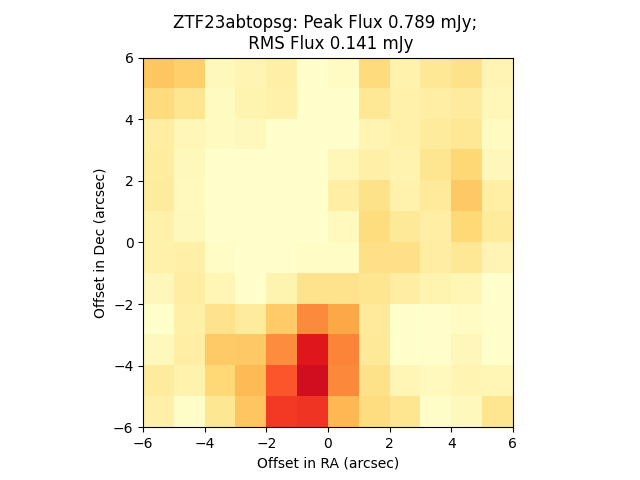 ZTF23abtopsg: Peak Flux 0.789 mJy;
RMS Flux 0.141 mJy
6
4
2
0
−2
−4
−6
Offset in Dec (arcsec)
−6 −4 −2 0 2 4 6
Offset in RA (arcsec)